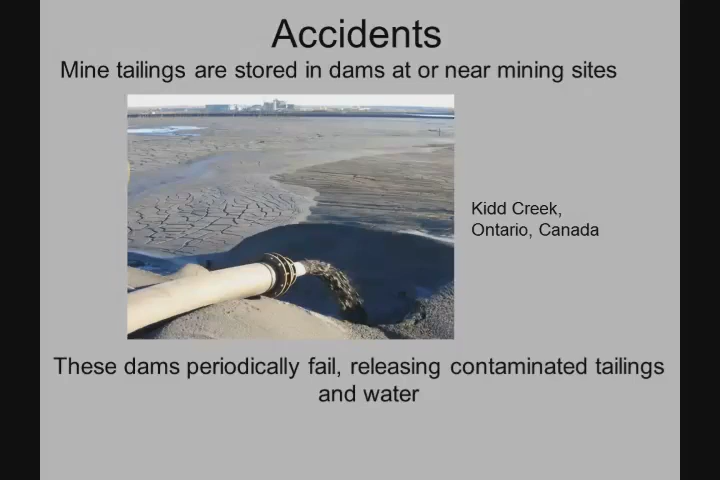 Accidents
Mine tailings are stored in dams at or near mining sites
Kidd Creek,
Ontario, Canada
These dams periodically fail, releasing contaminated tailings
and water